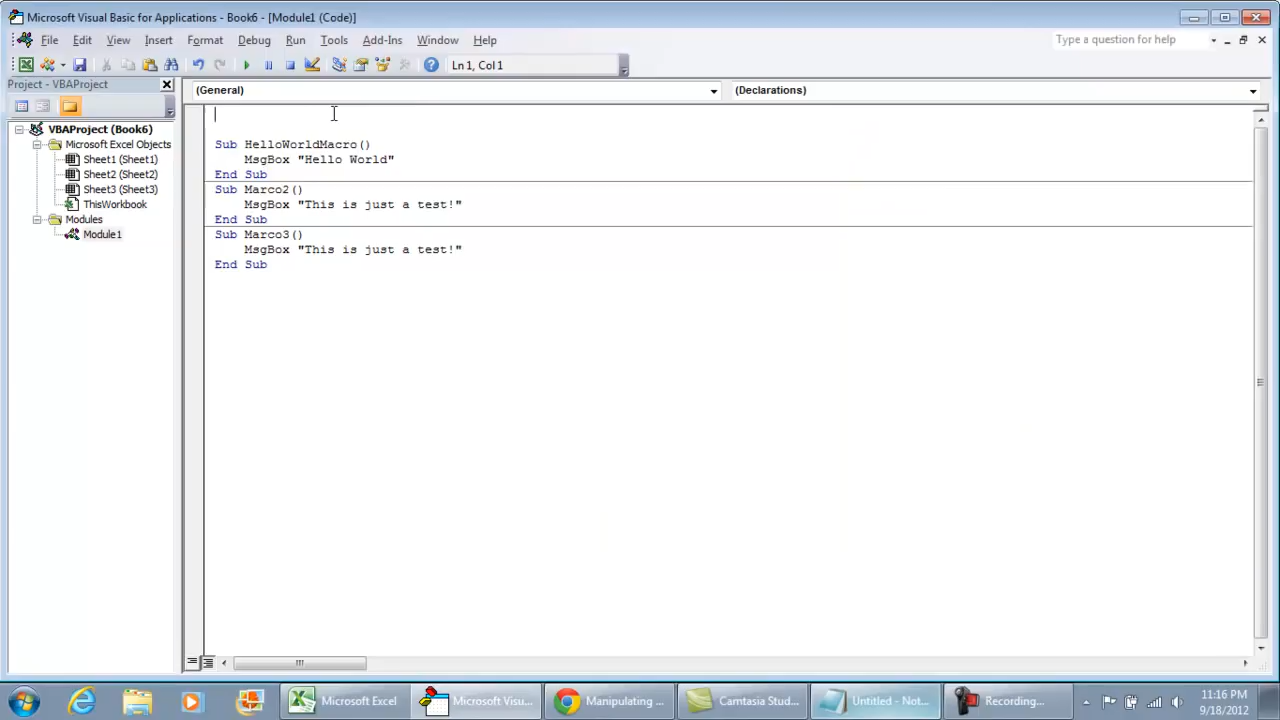 Microsoft Visual Basic for Applications - Book6 - [Module1 (Code)]
File Edit View Insert Format Debug Run Tools Add-Ins Window Help
Type a question for help
Ln 1, Col 1
Project - VBAProject
(General)
(Declarations)
VBAProject (Book6)
Microsoft Excel Objects
Sheet1 (Sheet1)
Sheet2 (Sheet2)
Sheet3 (Sheet3)
ThisWorkbook
Modules
Module1
Sub HelloWorldMacro()
MsgBox "Hello World"
End Sub
Sub Marco2()
MsgBox "This is just a test!"
End Sub
Sub Marco3()
MsgBox "This is just a test!"
End Sub
Microsoft Excel
Microsoft Visu...
Manipulating ...
Camtasia Stud...
Untitled - Not...
Recording...
11:16 PM
9/18/2012